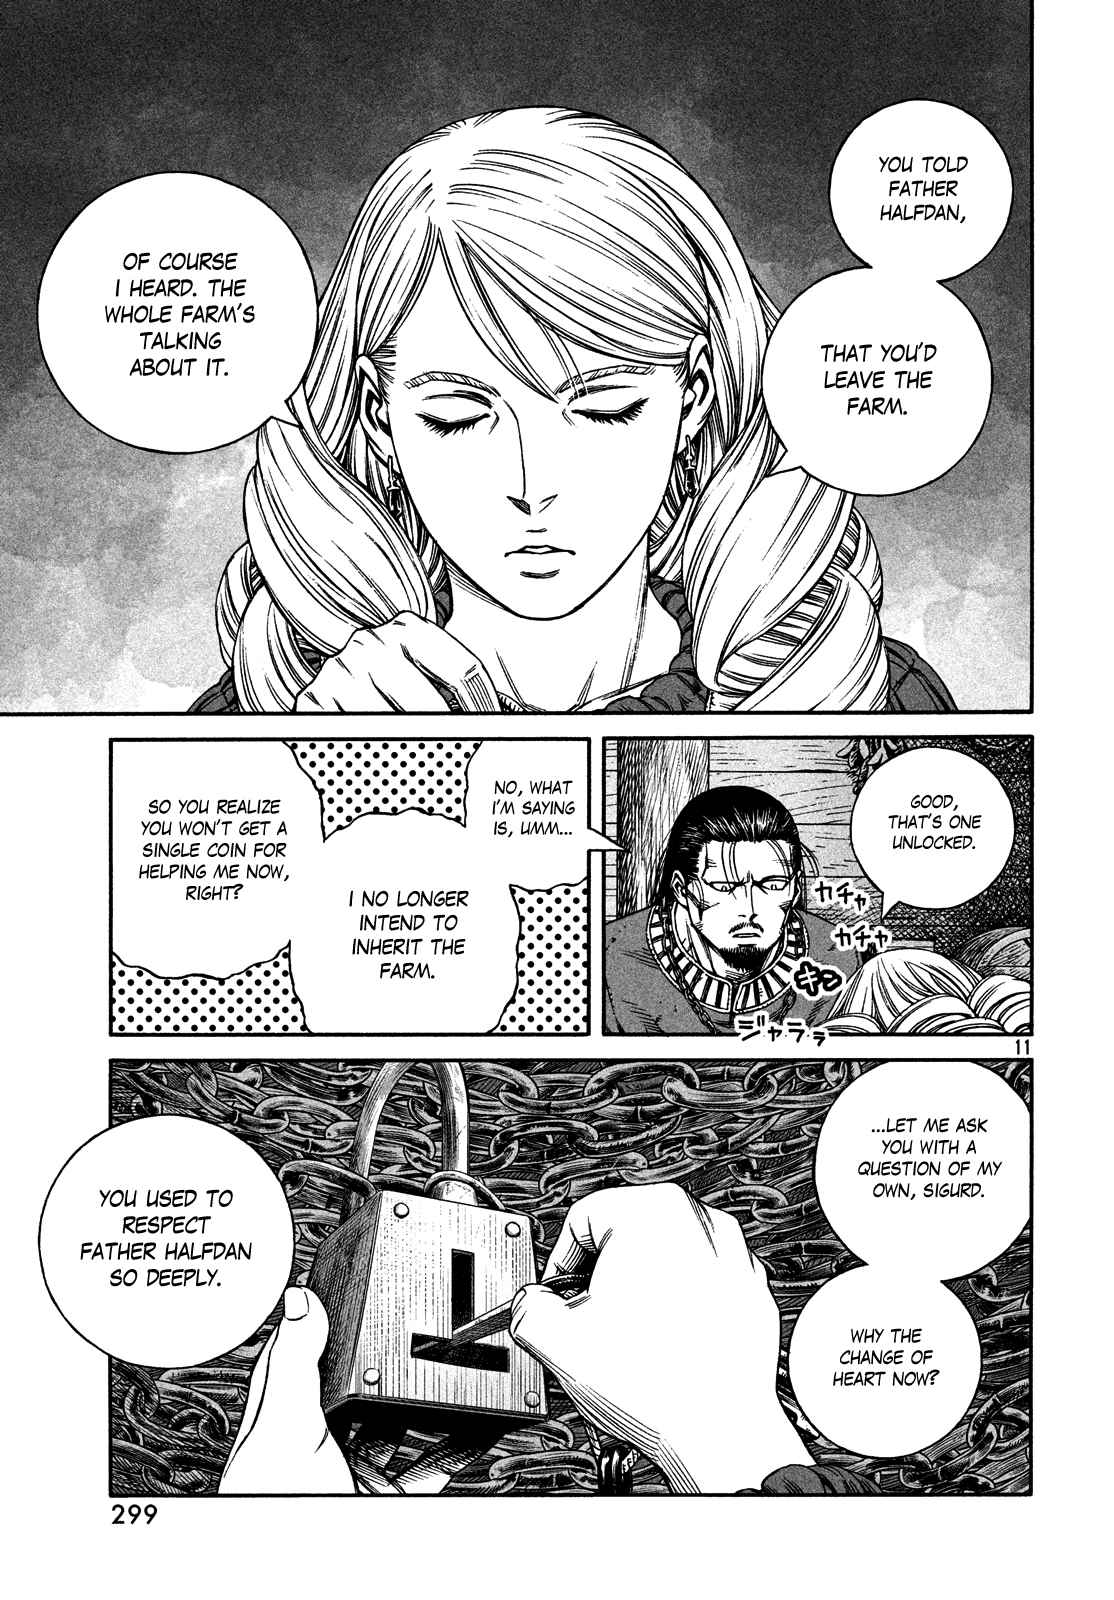 YOU TOLD
FATHER
HALFDAN,
THAT YOU'D
LEAVE THE
FARM.
OF COURSE
I HEARD. THE
WHOLE FARM'S
TALKING
ABOUT IT.
GOOD,
THAT'S ONE
UNLOCKED.
カチャ
カチャ
キン
ジャララ
NO, WHAT
I'M SAYING
IS, UMM...
I NO LONGER
INTEND TO
INHERIT THE
FARM.
SO YOU REALIZE
YOU WON'T GET A
SINGLE COIN FOR
HELPING ME NOW,
RIGHT?
11
...LET ME ASK
YOU WITH A
QUESTION OF MY
OWN, SIGURD.
WHY THE
CHANGE OF
HEART NOW?
YOU USED TO
RESPECT
FATHER HALFDAN
SO DEEPLY.
299